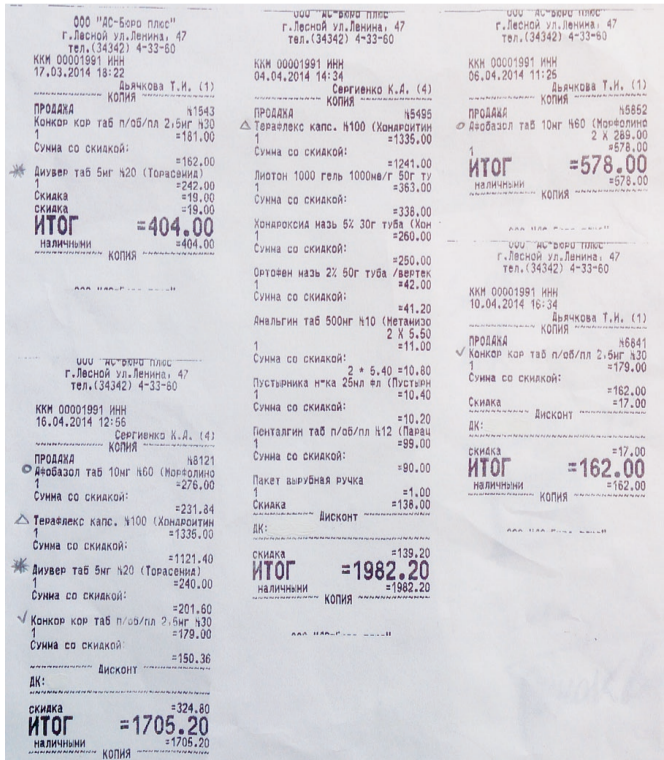 ООО "АС-Бюро плюс"
г.Лесной ул.Ленина, 47
тел.(34342) 4-33-60
ККМ 00001991 ИНН
17.03.2014 18:22
Дьячкова Т.И. (1)
КОПИЯ
ПРОДАЖА №1543
Конкор кор таб п/об/пл 2,5мг №30
1 =181.00
Сумма со скидкой:
=162.00
Диувер таб 5мг №20 (Торасемид)
1 =242.00
Скидка =19.00
скидка =19.00
ИТОГ =404.00
наличными =404.00
КОПИЯ
ООО "АС-Бюро плюс"
г.Лесной ул.Ленина, 47
тел.(34342) 4-33-60
ККМ 00001991 ИНН
16.04.2014 12:56
Сергиенко К.А. (4)
КОПИЯ
ПРОДАЖА №8121
Афобазол таб 10мг №60 (Морфолино
1 =276.00
Сумма со скидкой:
=231.84
Терафлекс капс. №100 (Хондроитин
1 =1335.00
Сумма со скидкой:
=1121.40
Диувер таб 5мг №20 (Торасемид)
1 =240.00
Сумма со скидкой:
=201.60
Конкор кор таб п/об/пл 2,5мг №30
1 =179.00
Сумма со скидкой:
=150.36
Дисконт
ДК:
скидка =324.80
ИТОГ =1705.20
наличными =1705.20
КОПИЯ
ООО "АС-Бюро плюс"
г.Лесной ул.Ленина, 47
тел.(34342) 4-33-60
ККМ 00001991 ИНН
04.04.2014 14:34
Сергиенко К.А. (4)
КОПИЯ
ПРОДАЖА №5495
Терафлекс капс. №100 (Хондроитин
1 =1335.00
Сумма со скидкой:
=1241.00
Лиотон 1000 гель 1000ме/г 50г ту
1 =363.00
Сумма со скидкой:
=338.00
Хондроксид мазь 5% 30г туба (Хон
1 =260.00
Сумма со скидкой:
=250.00
Ортофен мазь 2% 50г туба /вертек
1 =42.00
Сумма со скидкой:
=41.20
Анальгин таб 500мг №10 (Метамизо
2 X 5.50
1 =11.00
Сумма со скидкой:
2 * 5.40 =10.80
Пустырника н-ка 25мл фл (Пустырн
1 =10.40
Сумма со скидкой:
=10.20
Пенталгин таб п/об/пл №12 (Парац
1 =99.00
Сумма со скидкой:
=90.00
Пакет вырубная ручка
1 =1.00
Скидка =138.00
Дисконт
ДК:
скидка =139.20
ИТОГ =1982.20
наличными =1982.20
КОПИЯ
ООО "АС-Бюро плюс"
г.Лесной ул.Ленина, 47
тел.(34342) 4-33-60
ККМ 00001991 ИНН
06.04.2014 11:25
Дьячкова Т.И. (1)
КОПИЯ
ПРОДАЖА №5852
Афобазол таб 10мг №60 (Морфолино
2 X 289.00
1 =578.00
ИТОГ =578.00
наличными =578.00
КОПИЯ
ООО "АС-Бюро плюс"
г.Лесной ул.Ленина, 47
тел.(34342) 4-33-60
ККМ 00001991 ИНН
10.04.2014 16:34
Дьячкова Т.И. (1)
КОПИЯ
ПРОДАЖА №6841
Конкор кор таб п/об/пл 2,5мг №30
1 =179.00
Сумма со скидкой:
=162.00
Скидка =17.00
Дисконт
ДК:
скидка =17.00
ИТОГ =162.00
наличными =162.00
КОПИЯ